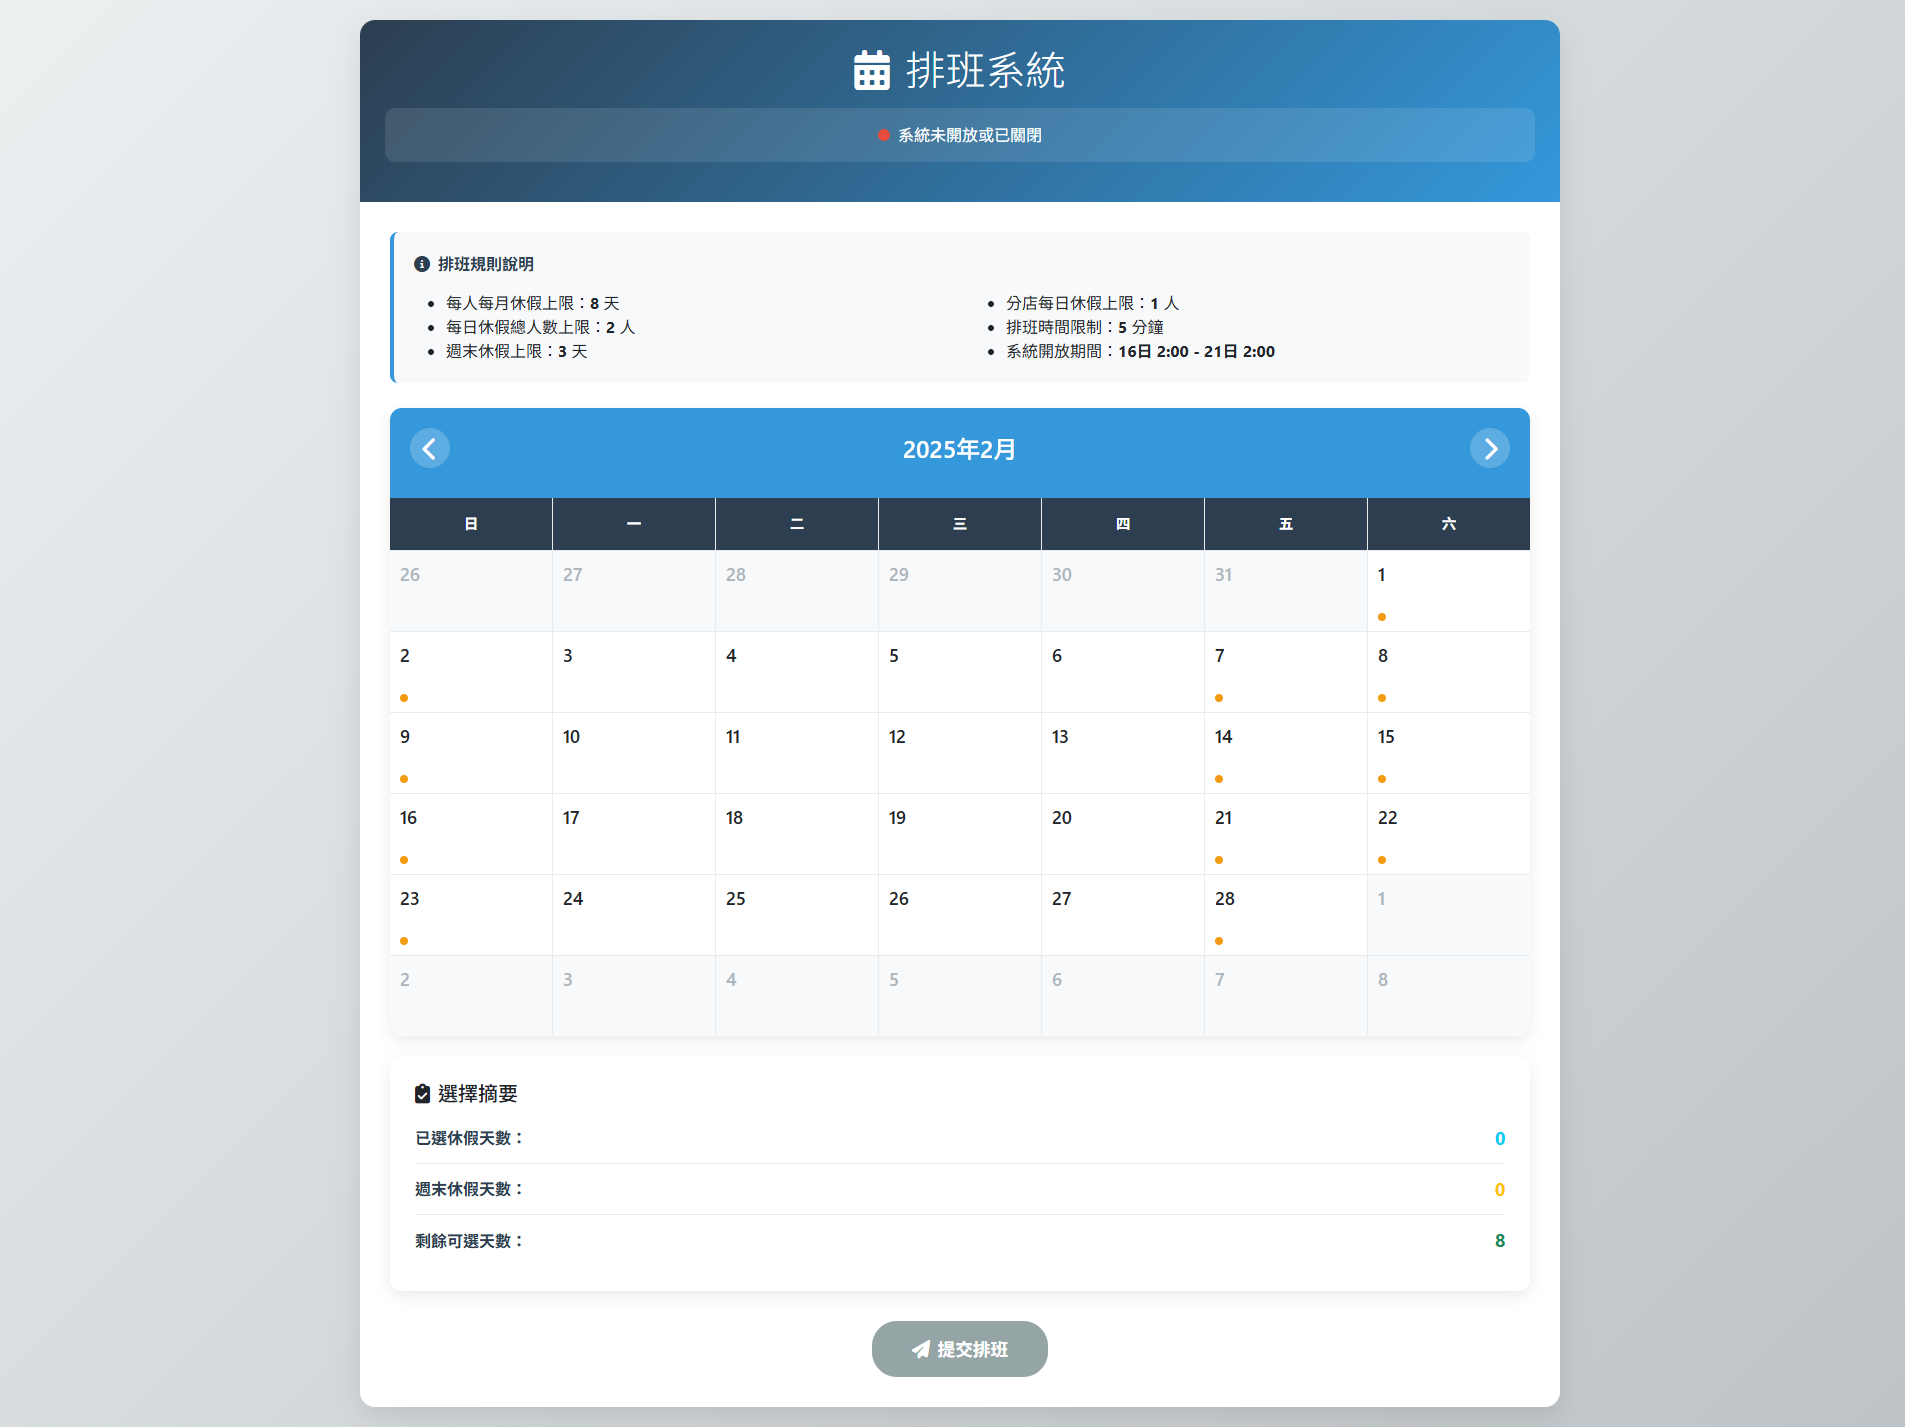 排班系統
系統未開放或已關閉
排班規則說明
每人每月休假上限：8 天
每日休假總人數上限：2 人
週末休假上限：3 天
分店每日休假上限：1 人
排班時間限制：5 分鐘
系統開放期間：16日 2:00 - 21日 2:00
2025年2月
日 一 二 三 四 五 六
26 27 28 29 30 31 1
2 3 4 5 6 7 8
9 10 11 12 13 14 15
16 17 18 19 20 21 22
23 24 25 26 27 28 1
2 3 4 5 6 7 8
選擇摘要
已選休假天數： 0
週末休假天數： 0
剩餘可選天數： 8
提交排班